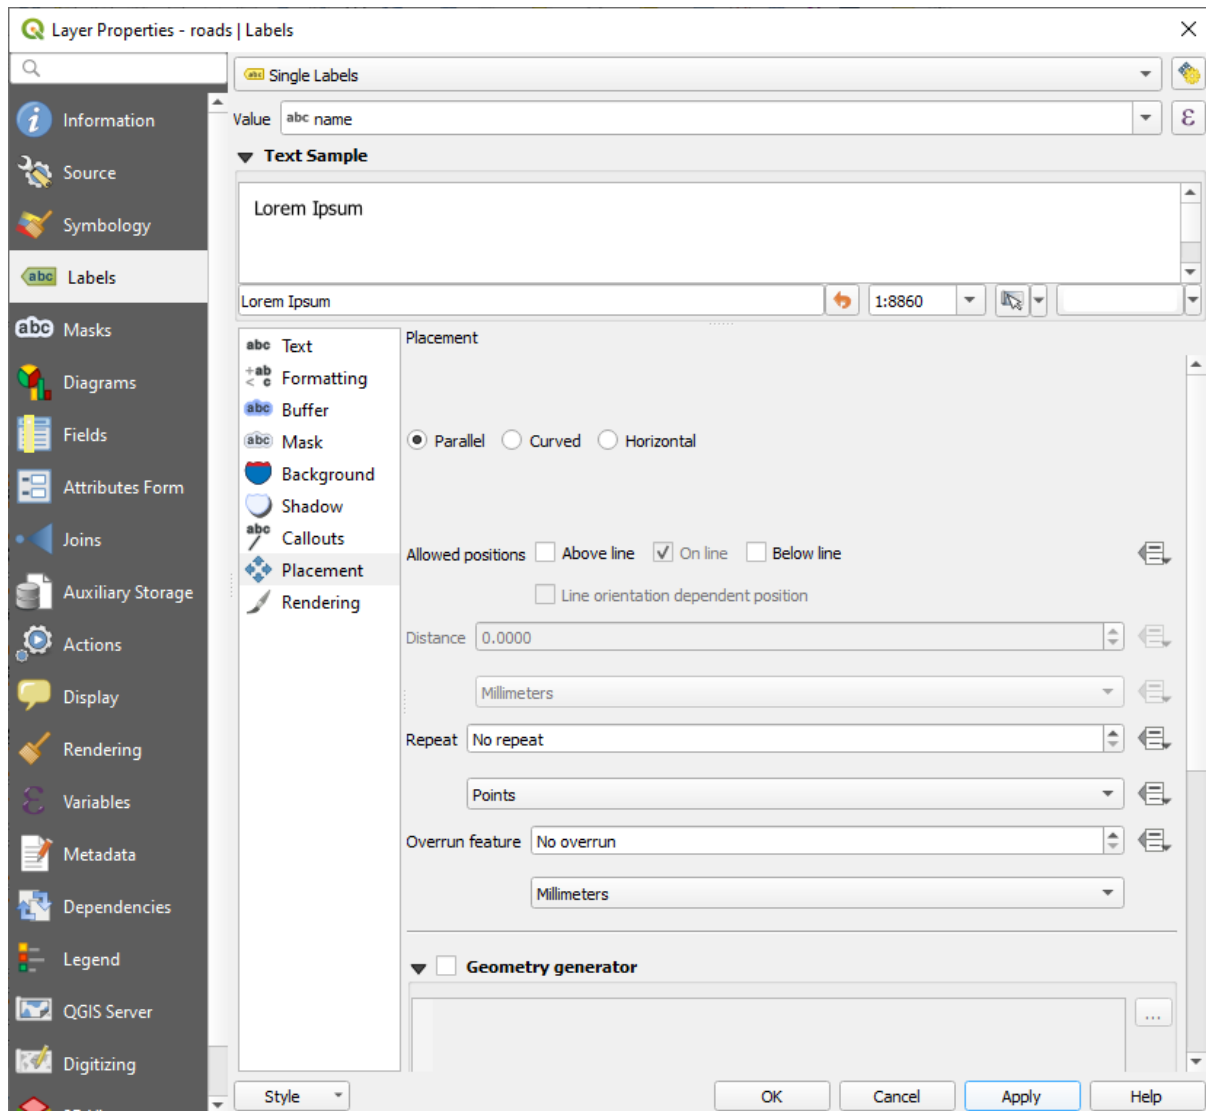 Layer Properties - roads | Labels
Single Labels
Value abc name
Text Sample
Lorem Ipsum
Lorem Ipsum
1:8860
Information
Source
Symbology
abc Labels
abc Masks
Diagrams
Fields
Attributes Form
Joins
Auxiliary Storage
Actions
Display
Rendering
Variables
Metadata
Dependencies
Legend
QGIS Server
Digitizing
abc Text
+ab < c Formatting
abc Buffer
abc Mask
Background
Shadow
abc Callouts
Placement
Rendering
Placement
Parallel Curved Horizontal
Allowed positions Above line On line Below line
Line orientation dependent position
Distance 0.0000
Millimeters
Repeat No repeat
Points
Overrun feature No overrun
Millimeters
Geometry generator
...
Style OK Cancel Apply Help